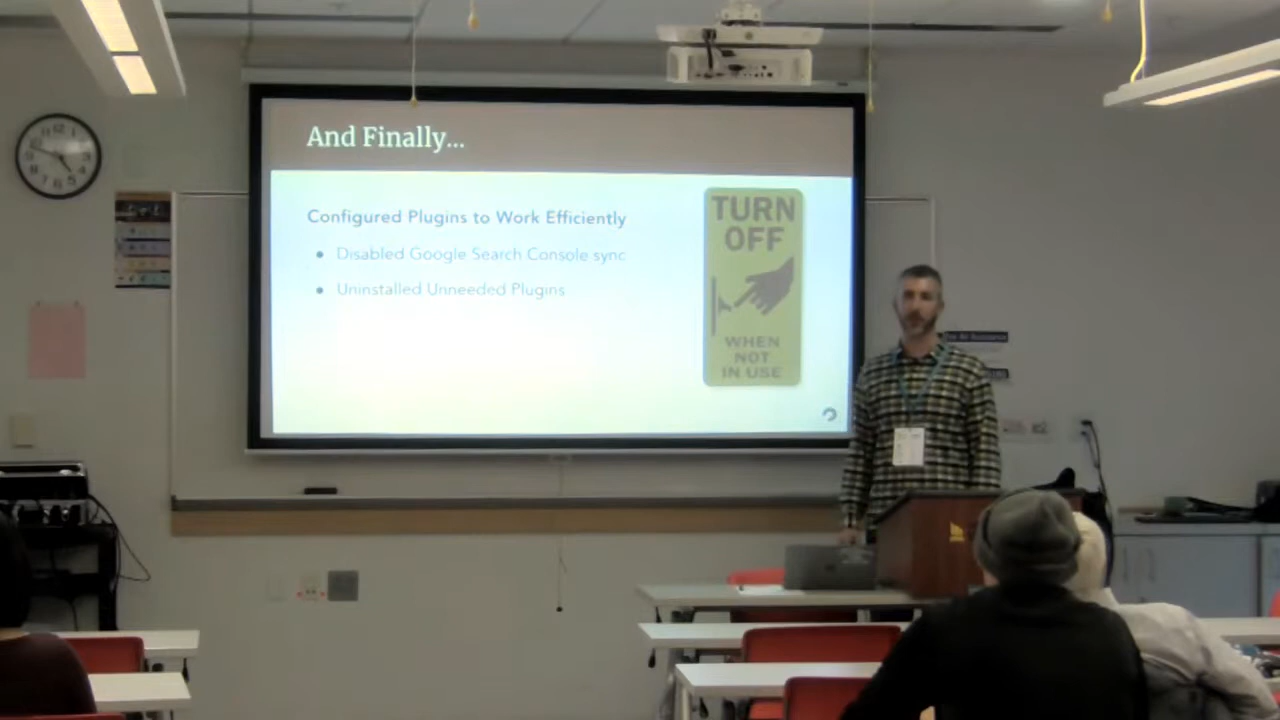 And Finally...
Configured Plugins to Work Efficiently
• Disabled Google Search Console sync
• Uninstalled Unneeded Plugins
TURN
OFF
WHEN
NOT
IN USE